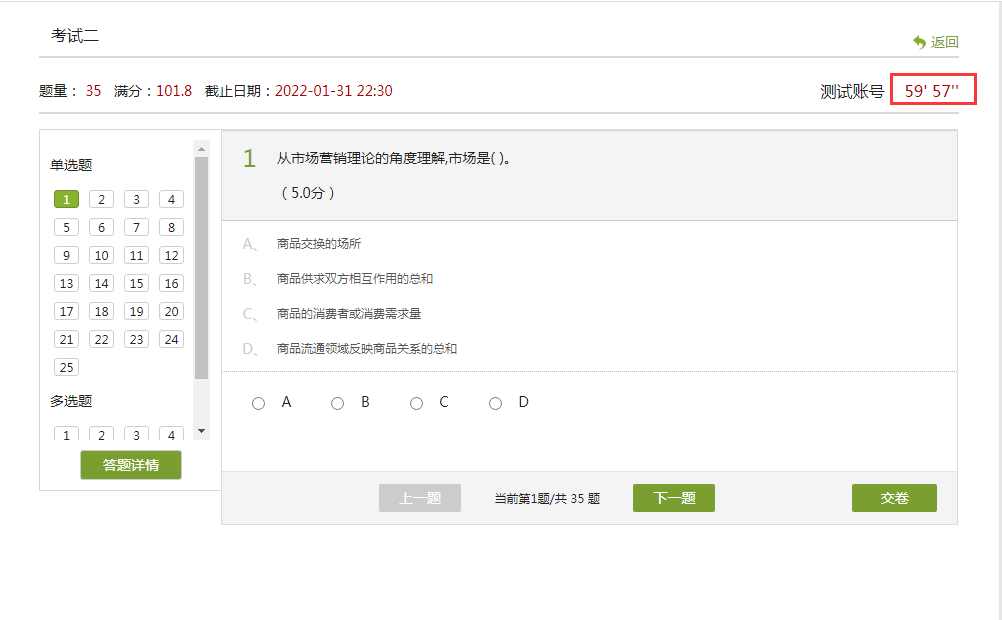 考试二
返回
题量： 35 满分：101.8 截止日期：2022-01-31 22:30
测试账号 59' 57''
单选题
1 2 3 4
5 6 7 8
9 10 11 12
13 14 15 16
17 18 19 20
21 22 23 24
25
多选题
1 2 3 4
答题详情
1 从市场营销理论的角度理解,市场是( )。
（ 5.0分 ）
A、 商品交换的场所
B、 商品供求双方相互作用的总和
C、 商品的消费者或消费需求量
D、 商品流通领域反映商品关系的总和
A B C D
上一题 当前第1题/共 35 题 下一题 交卷